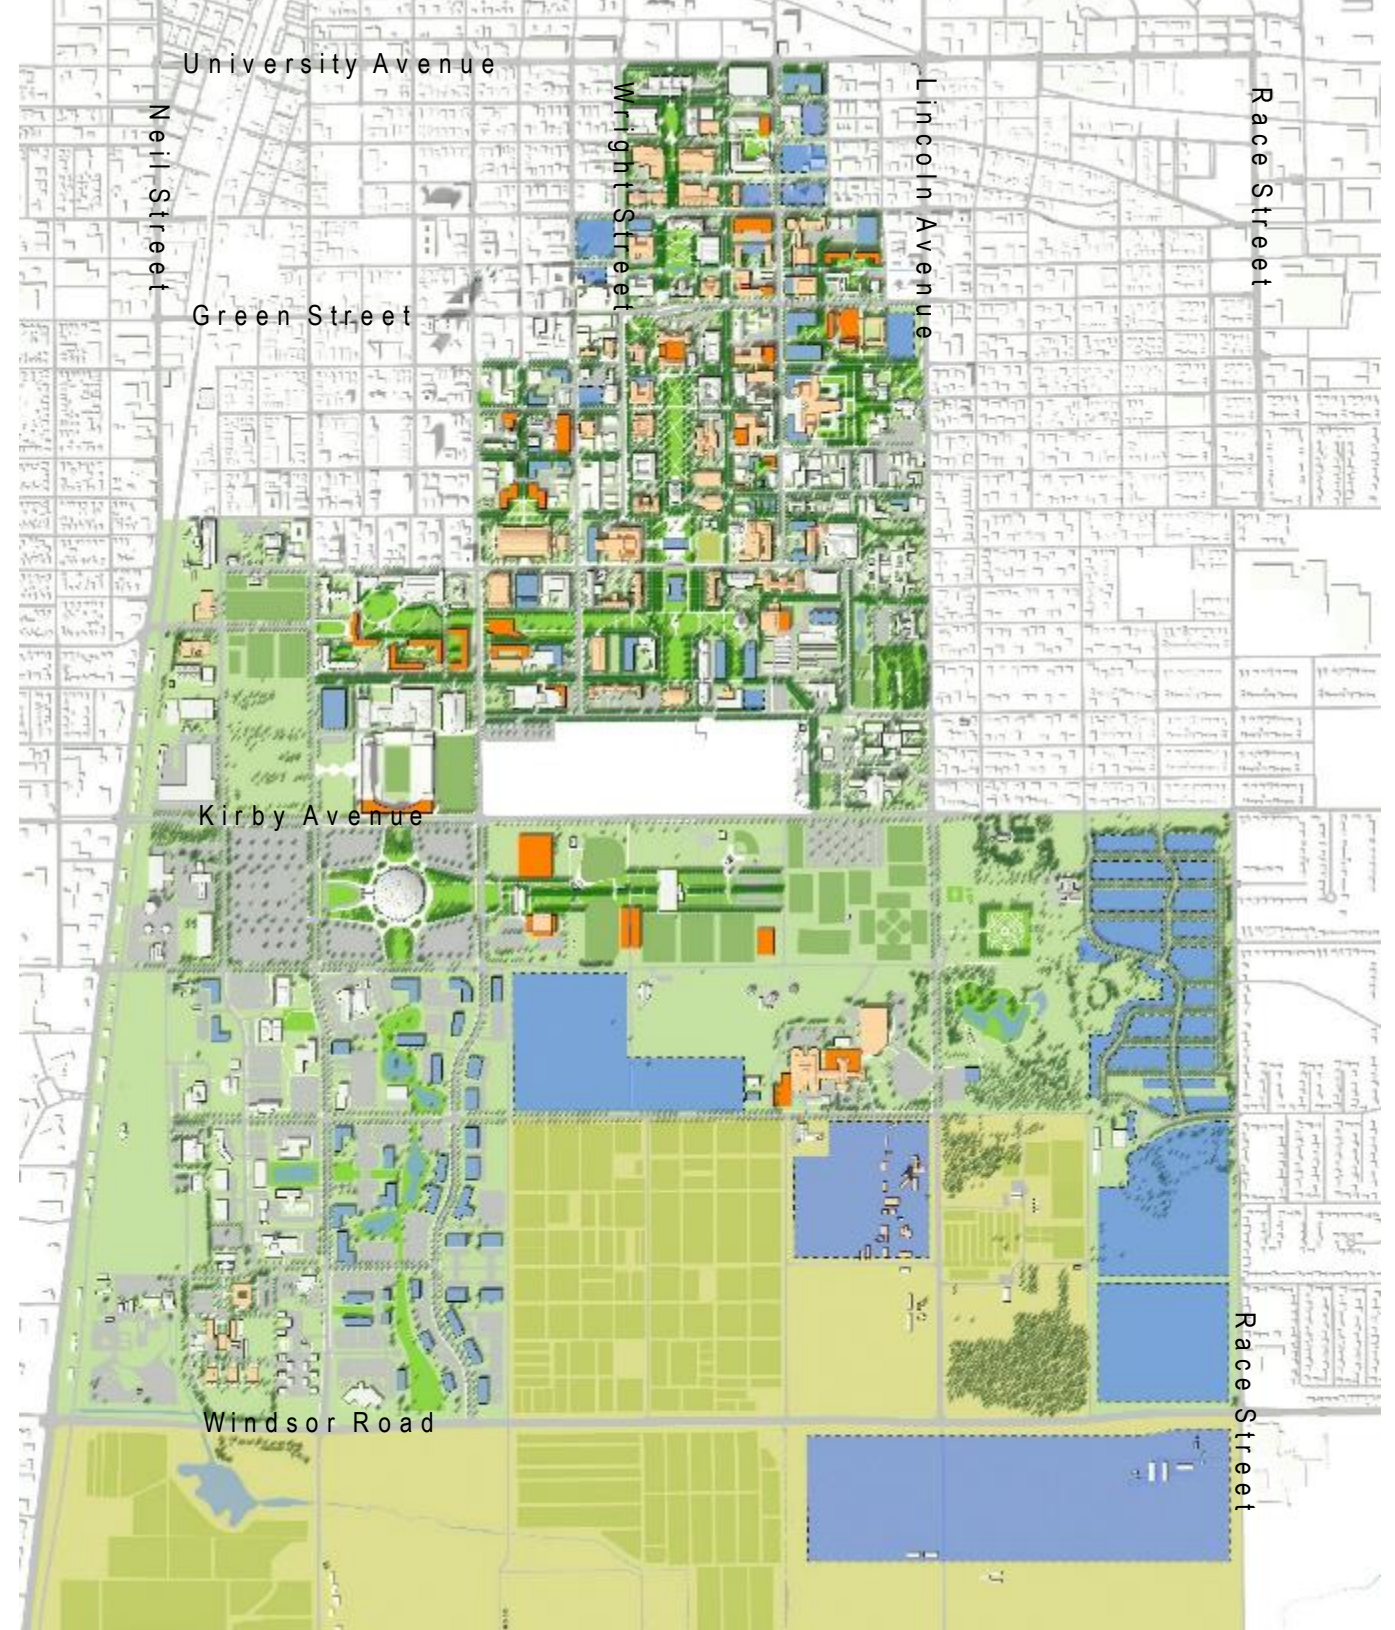 University Avenue
Neil Street
Wright Street
Lincoln Avenue
Race Street
Green Street
Kirby Avenue
Race Street
Windsor Road